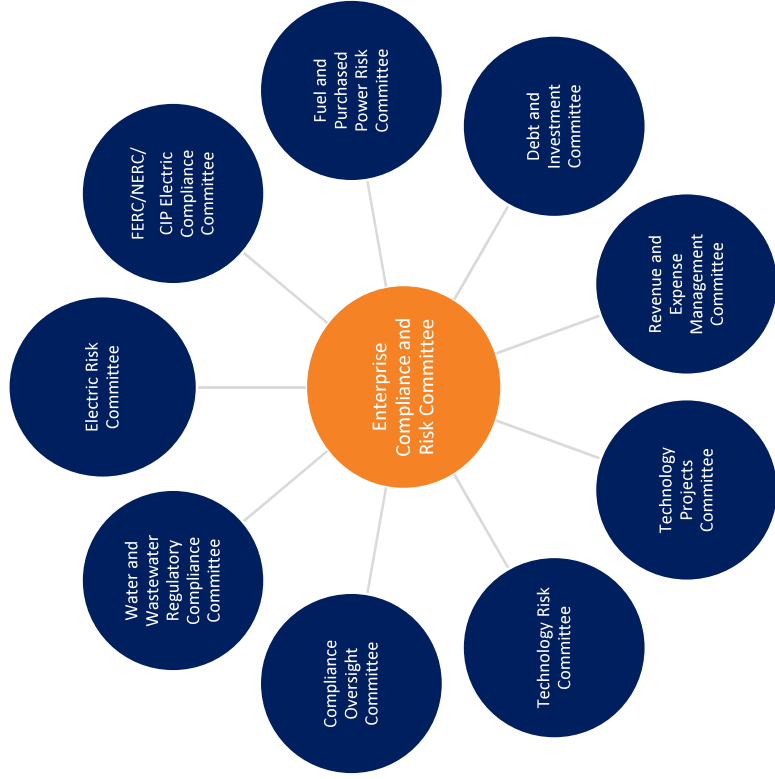 Enterprise
Compliance and
Risk Committee
Fuel and
Purchased
Power Risk
Committee
Debt and
Investment
Committee
Revenue and
Expense
Management
Committee
Technology
Projects
Committee
Technology Risk
Committee
Compliance
Oversight
Committee
Water and
Wastewater
Regulatory
Compliance
Committee
Electric Risk
Committee
FERC/NERC/
CIP Electric
Compliance
Committee